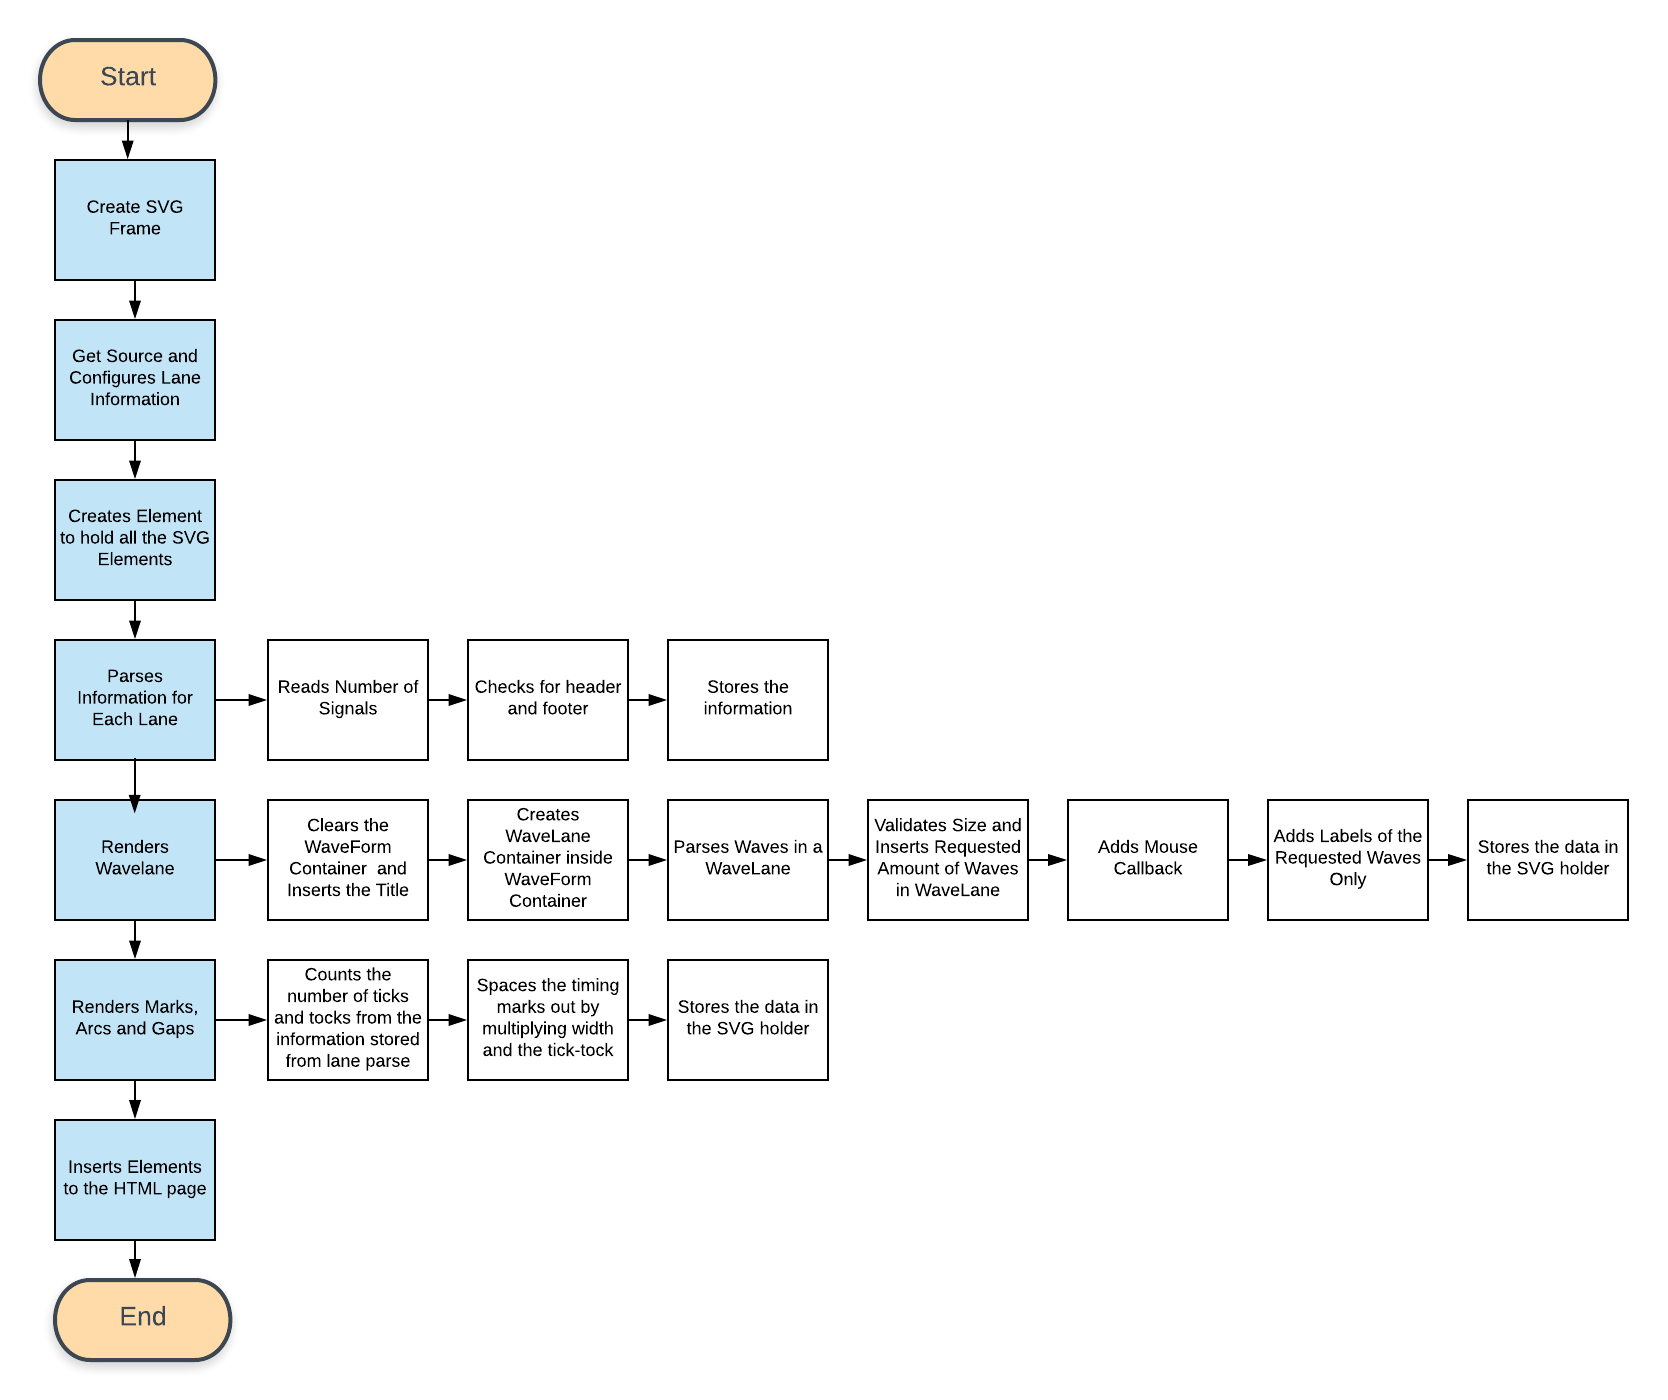 Start
Create SVG
Frame
Get Source and
Configures Lane
Information
Creates Element
to hold all the SVG
Elements
Parses
Information for
Each Lane
Reads Number of
Signals
Checks for header
and footer
Stores the
information
Renders
Wavelane
Clears the
WaveForm
Container  and
Inserts the Title
Creates
WaveLane
Container inside
WaveForm
Container
Parses Waves in a
WaveLane
Validates Size and
Inserts Requested
Amount of Waves
in WaveLane
Adds Mouse
Callback
Adds Labels of the
Requested Waves
Only
Stores the data in
the SVG holder
Renders Marks,
Arcs and Gaps
Counts the
number of ticks
and tocks from the
information stored
from lane parse
Spaces the timing
marks out by
multiplying width
and the tick-tock
Stores the data in
the SVG holder
Inserts Elements
to the HTML page
End